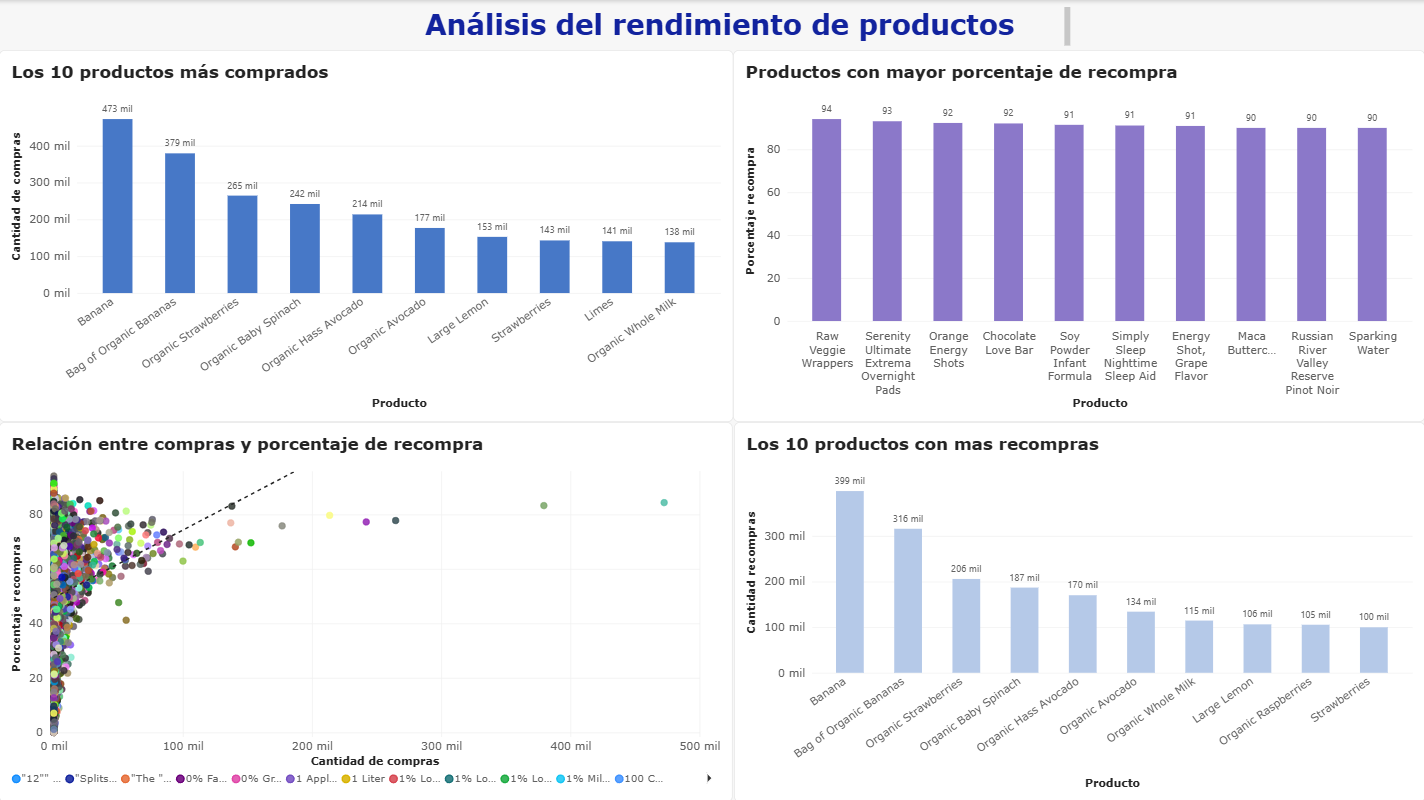 Análisis del rendimiento de productos
Los 10 productos más comprados
Cantidad de compras
400 mil
300 mil
200 mil
100 mil
0 mil
473 mil
379 mil
265 mil
242 mil
214 mil
177 mil
153 mil
143 mil
141 mil
138 mil
Banana
Bag of Organic Bananas
Organic Strawberries
Organic Baby Spinach
Organic Hass Avocado
Organic Avocado
Large Lemon
Strawberries
Limes
Organic Whole Milk
Producto
Productos con mayor porcentaje de recompra
Porcentaje recompra
80
60
40
20
0
94
93
92
92
91
91
91
90
90
90
Raw
Veggie
Wrappers
Serenity
Ultimate
Extrema
Overnight
Pads
Orange
Energy
Shots
Chocolate
Love Bar
Soy
Powder
Infant
Formula
Simply
Sleep
Nighttime
Sleep Aid
Energy
Shot,
Grape
Flavor
Maca
Butterc...
Russian
River
Valley
Reserve
Pinot Noir
Sparking
Water
Producto
Relación entre compras y porcentaje de recompra
Porcentaje recompras
80
60
40
20
0
0 mil
100 mil
200 mil
300 mil
400 mil
500 mil
Cantidad de compras
"12"" ...
"Splits...
"The "...
0% Fa...
0% Gr...
1 Appl...
1 Liter
1% Lo...
1% Lo...
1% Lo...
1% Mil...
100 C...
Los 10 productos con mas recompras
Cantidad recompras
300 mil
200 mil
100 mil
0 mil
399 mil
316 mil
206 mil
187 mil
170 mil
134 mil
115 mil
106 mil
105 mil
100 mil
Banana
Bag of Organic Bananas
Organic Strawberries
Organic Baby Spinach
Organic Hass Avocado
Organic Avocado
Organic Whole Milk
Large Lemon
Organic Raspberries
Strawberries
Producto